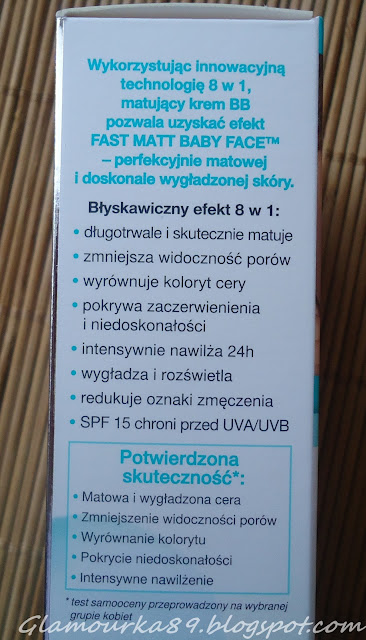 Wykorzystując innowacyjną
technologię 8 w 1,
matujący krem BB
pozwala uzyskać efekt
FAST MATT BABY FACE™
– perfekcyjnie matowej
i doskonale wygładzonej skóry.
Błyskawiczny efekt 8 w 1:
• długotrwale i skutecznie matuje
• zmniejsza widoczność porów
• wyrównuje koloryt cery
• pokrywa zaczerwienienia
i niedoskonałości
• intensywnie nawilża 24h
• wygładza i rozświetla
• redukuje oznaki zmęczenia
• SPF 15 chroni przed UVA/UVB
Potwierdzona
skuteczność*:
• Matowa i wygładzona cera
• Zmniejszenie widoczności porów
• Wyrównanie kolorytu
• Pokrycie niedoskonałości
• Intensywne nawilżenie
* test samooceny przeprowadzony na wybranej
grupie kobiet
Glamourka89.blogspot.com